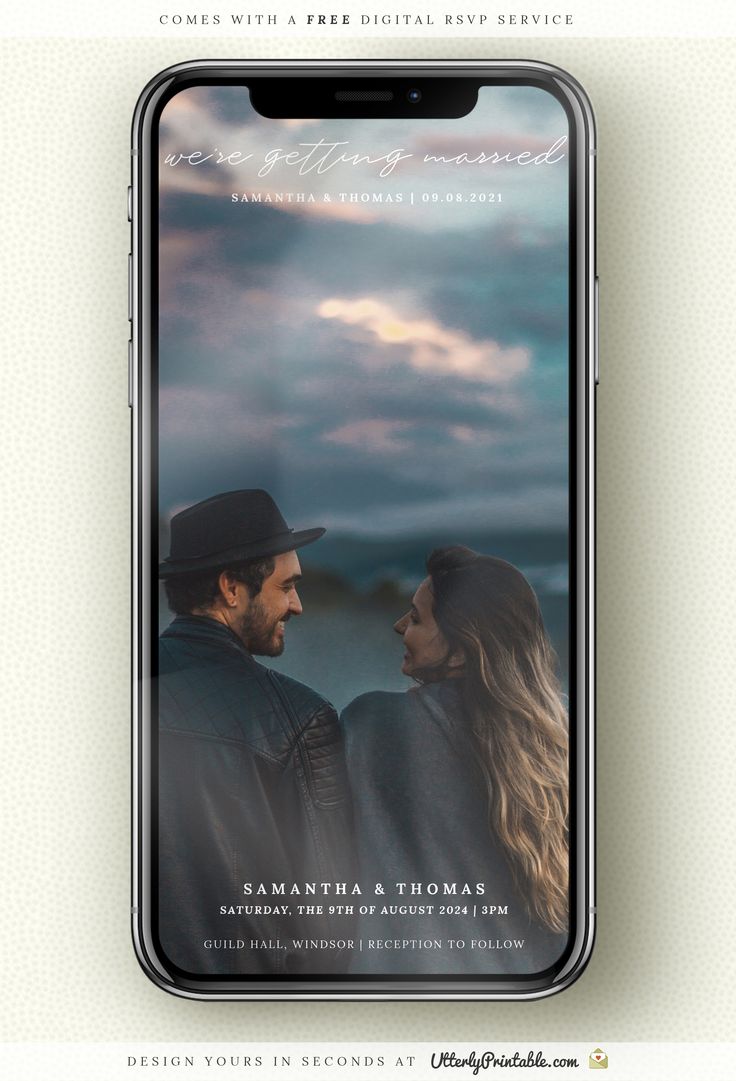 COMES WITH A FREE DIGITAL RSVP SERVICE
we're getting married
SAMANTHA & THOMAS | 09.08.2021
SAMANTHA & THOMAS
SATURDAY, THE 9TH OF AUGUST 2024 | 3PM
GUILD HALL, WINDSOR | RECEPTION TO FOLLOW
DESIGN YOURS IN SECONDS AT UtterlyPrintable.com